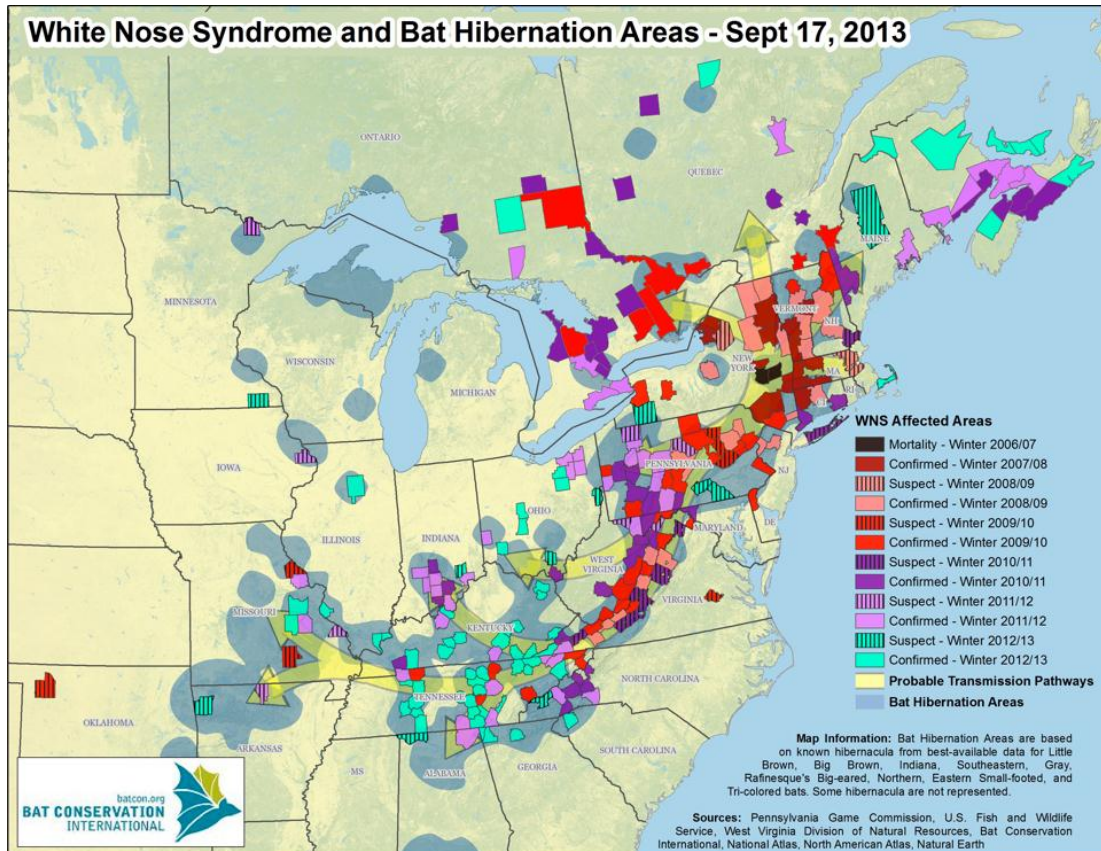 White Nose Syndrome and Bat Hibernation Areas - Sept 17, 2013
ONTARIO
QUEBEC
MAINE
MINNESOTA
VERMONT
NH
WISCONSIN
NEW
YORK
MA
MICHIGAN
CT
RI
IOWA
PENNSYLVANIA
NJ
OHIO
ILLINOIS
INDIANA
MARYLAND
DE
WEST
VIRGINIA
VIRGINIA
MISSOURI
KENTUCKY
NORTH CAROLINA
TENNESSEE
OKLAHOMA
ARKANSAS
SOUTH CAROLINA
MS
ALABAMA
GEORGIA
WNS Affected Areas
Mortality - Winter 2006/07
Confirmed - Winter 2007/08
Suspect - Winter 2008/09
Confirmed - Winter 2008/09
Suspect - Winter 2009/10
Confirmed - Winter 2009/10
Suspect - Winter 2010/11
Confirmed - Winter 2010/11
Suspect - Winter 2011/12
Confirmed - Winter 2011/12
Suspect - Winter 2012/13
Confirmed - Winter 2012/13
Probable Transmission Pathways
Bat Hibernation Areas
Map Information: Bat Hibernation Areas are based
on known hibernacula from best-available data for Little
Brown, Big Brown, Indiana, Southeastern, Gray,
Rafinesque's Big-eared, Northern, Eastern Small-footed, and
Tri-colored bats. Some hibernacula are not represented.
Sources: Pennsylvania Game Commission, U.S. Fish and Wildlife
Service, West Virginia Division of Natural Resources, Bat Conservation
International, National Atlas, North American Atlas, Natural Earth
batcon.org
BAT CONSERVATION
INTERNATIONAL